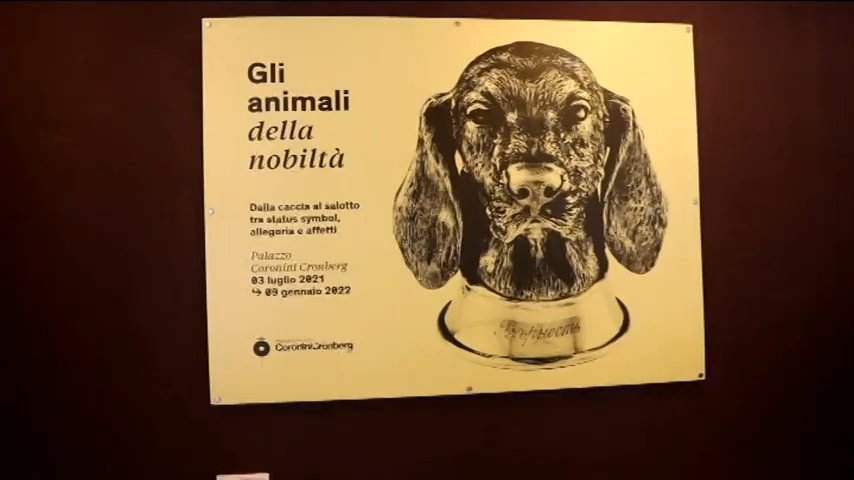 Gli
animali
della
nobiltà
Dalla caccia al salotto
tra status symbol,
allegoria e affetti
Palazzo
Coronini Cronberg
03 luglio 2021
↪ 09 gennaio 2022
CoroniniCronberg